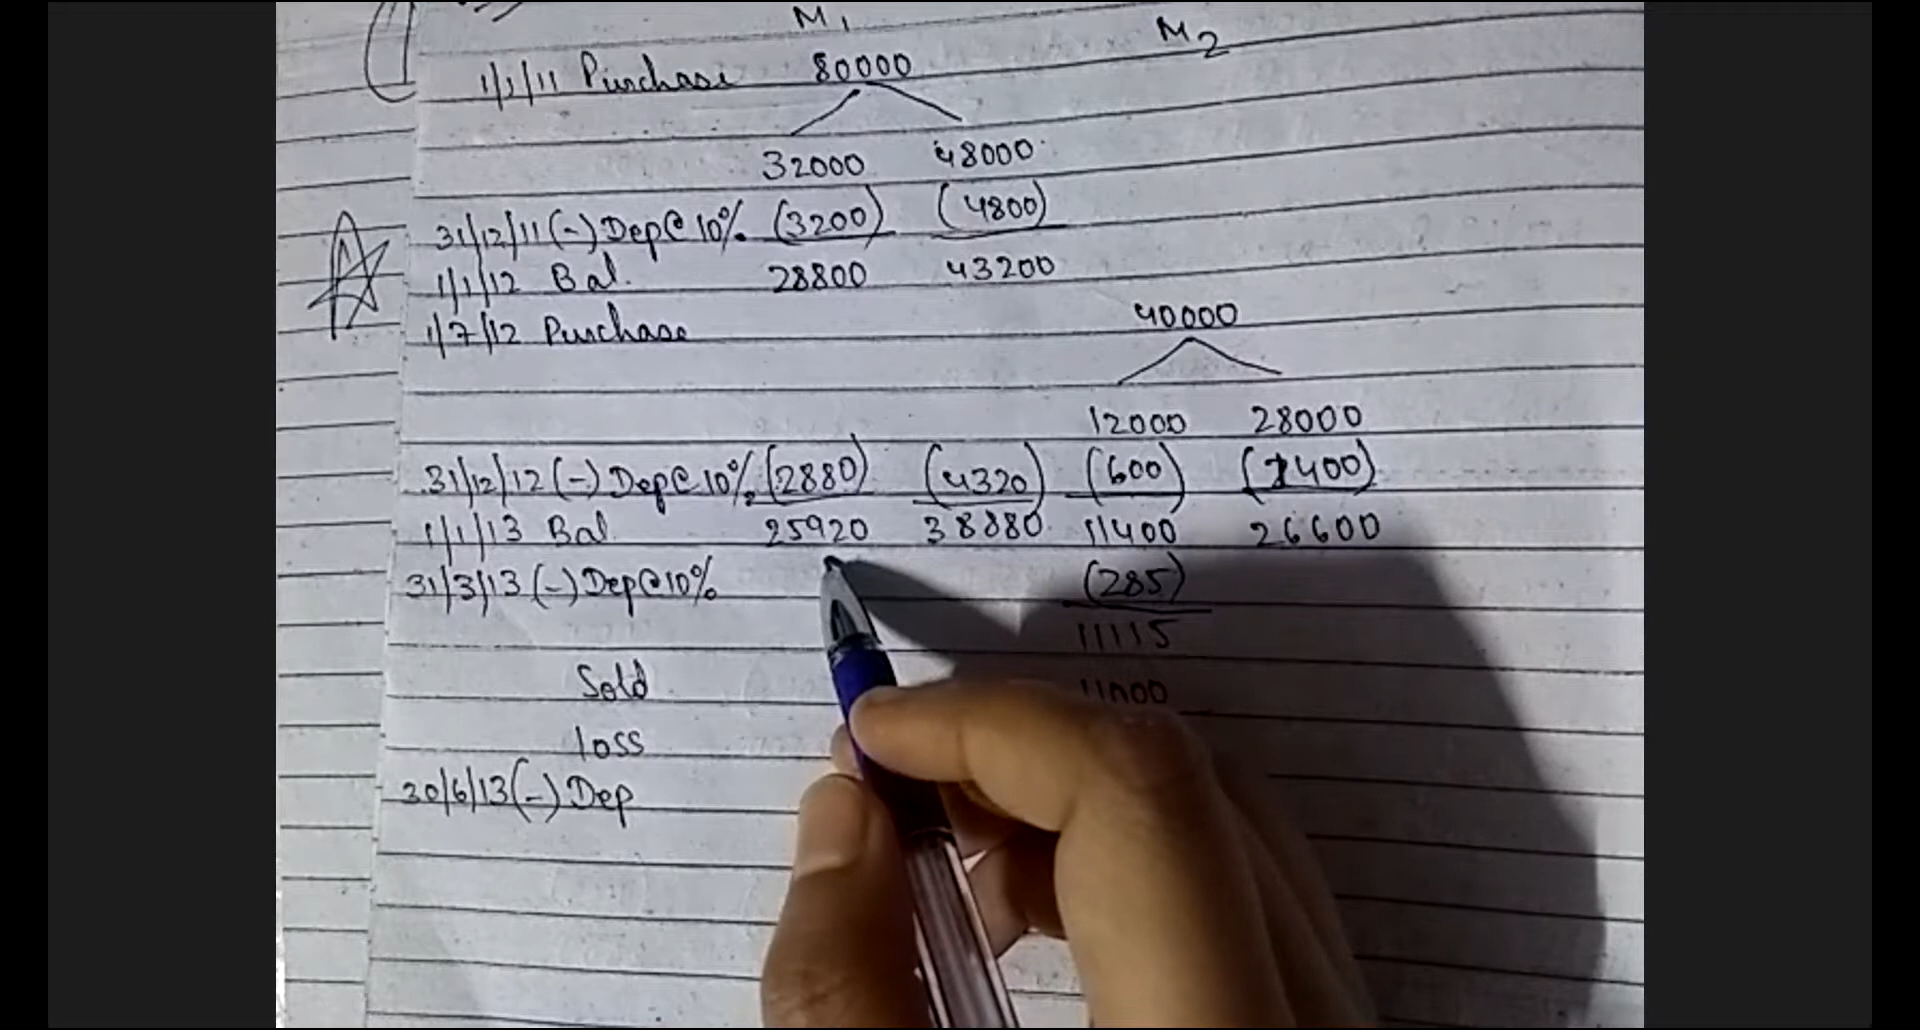 M1 M2
1/1/11 Purchase 80000
32000 48000
31/12/11 (-) Dep@ 10% (3200) (4800)
1/1/12 Bal. 28800 43200
1/7/12 Purchase 40000
12000 28000
31/12/12 (-) Dep@ 10% (2880) (4320) (600) (1400)
1/1/13 Bal 25920 38880 11400 26600
31/3/13 (-) Dep@10% (285)
11115
Sold 11000
loss
30/6/13 (-) Dep